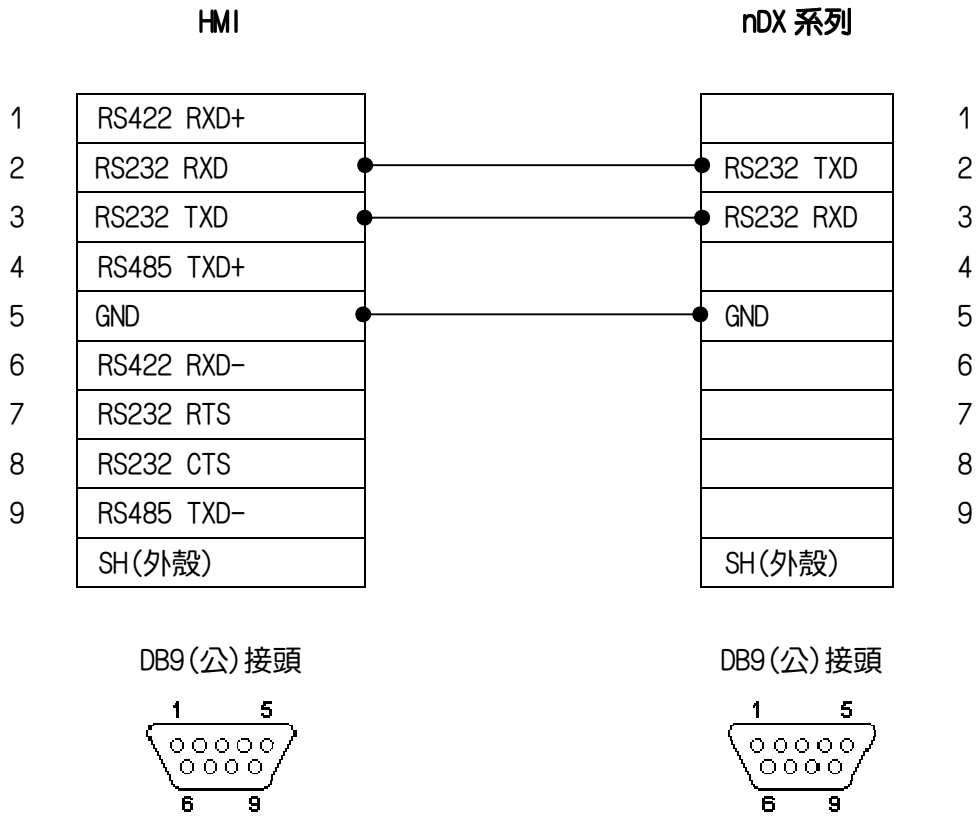 HMI nDX 系列
1 RS422 RXD+ 1
2 RS232 RXD RS232 TXD 2
3 RS232 TXD RS232 RXD 3
4 RS485 TXD+ 4
5 GND GND 5
6 RS422 RXD- 6
7 RS232 RTS 7
8 RS232 CTS 8
9 RS485 TXD- 9
SH(外殼) SH(外殼)
DB9(公)接頭 DB9(公)接頭
1 5 1 5
6 9 6 9